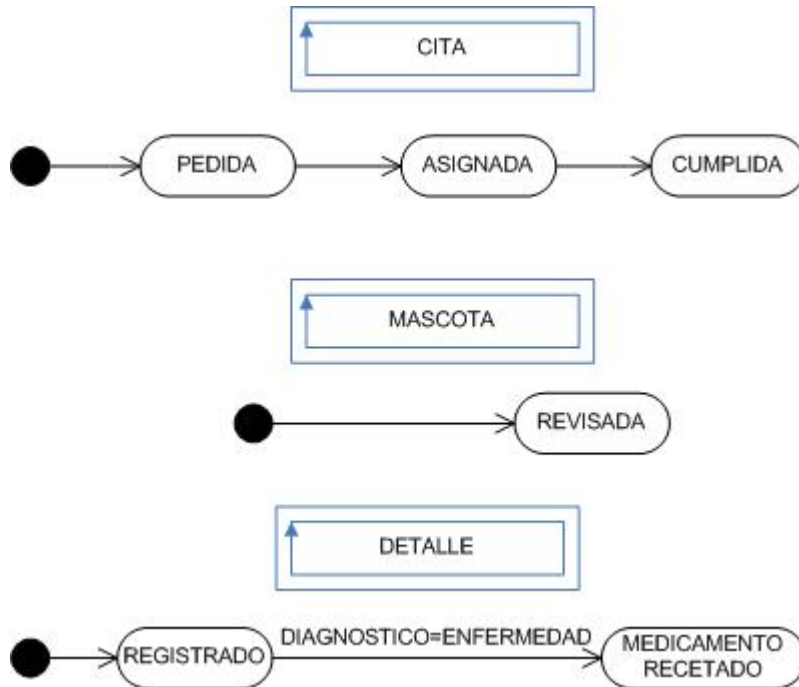 CITA
PEDIDA
ASIGNADA
CUMPLIDA
MASCOTA
REVISADA
DETALLE
REGISTRADO
DIAGNOSTICO=ENFERMEDAD
MEDICAMENTO
RECETADO